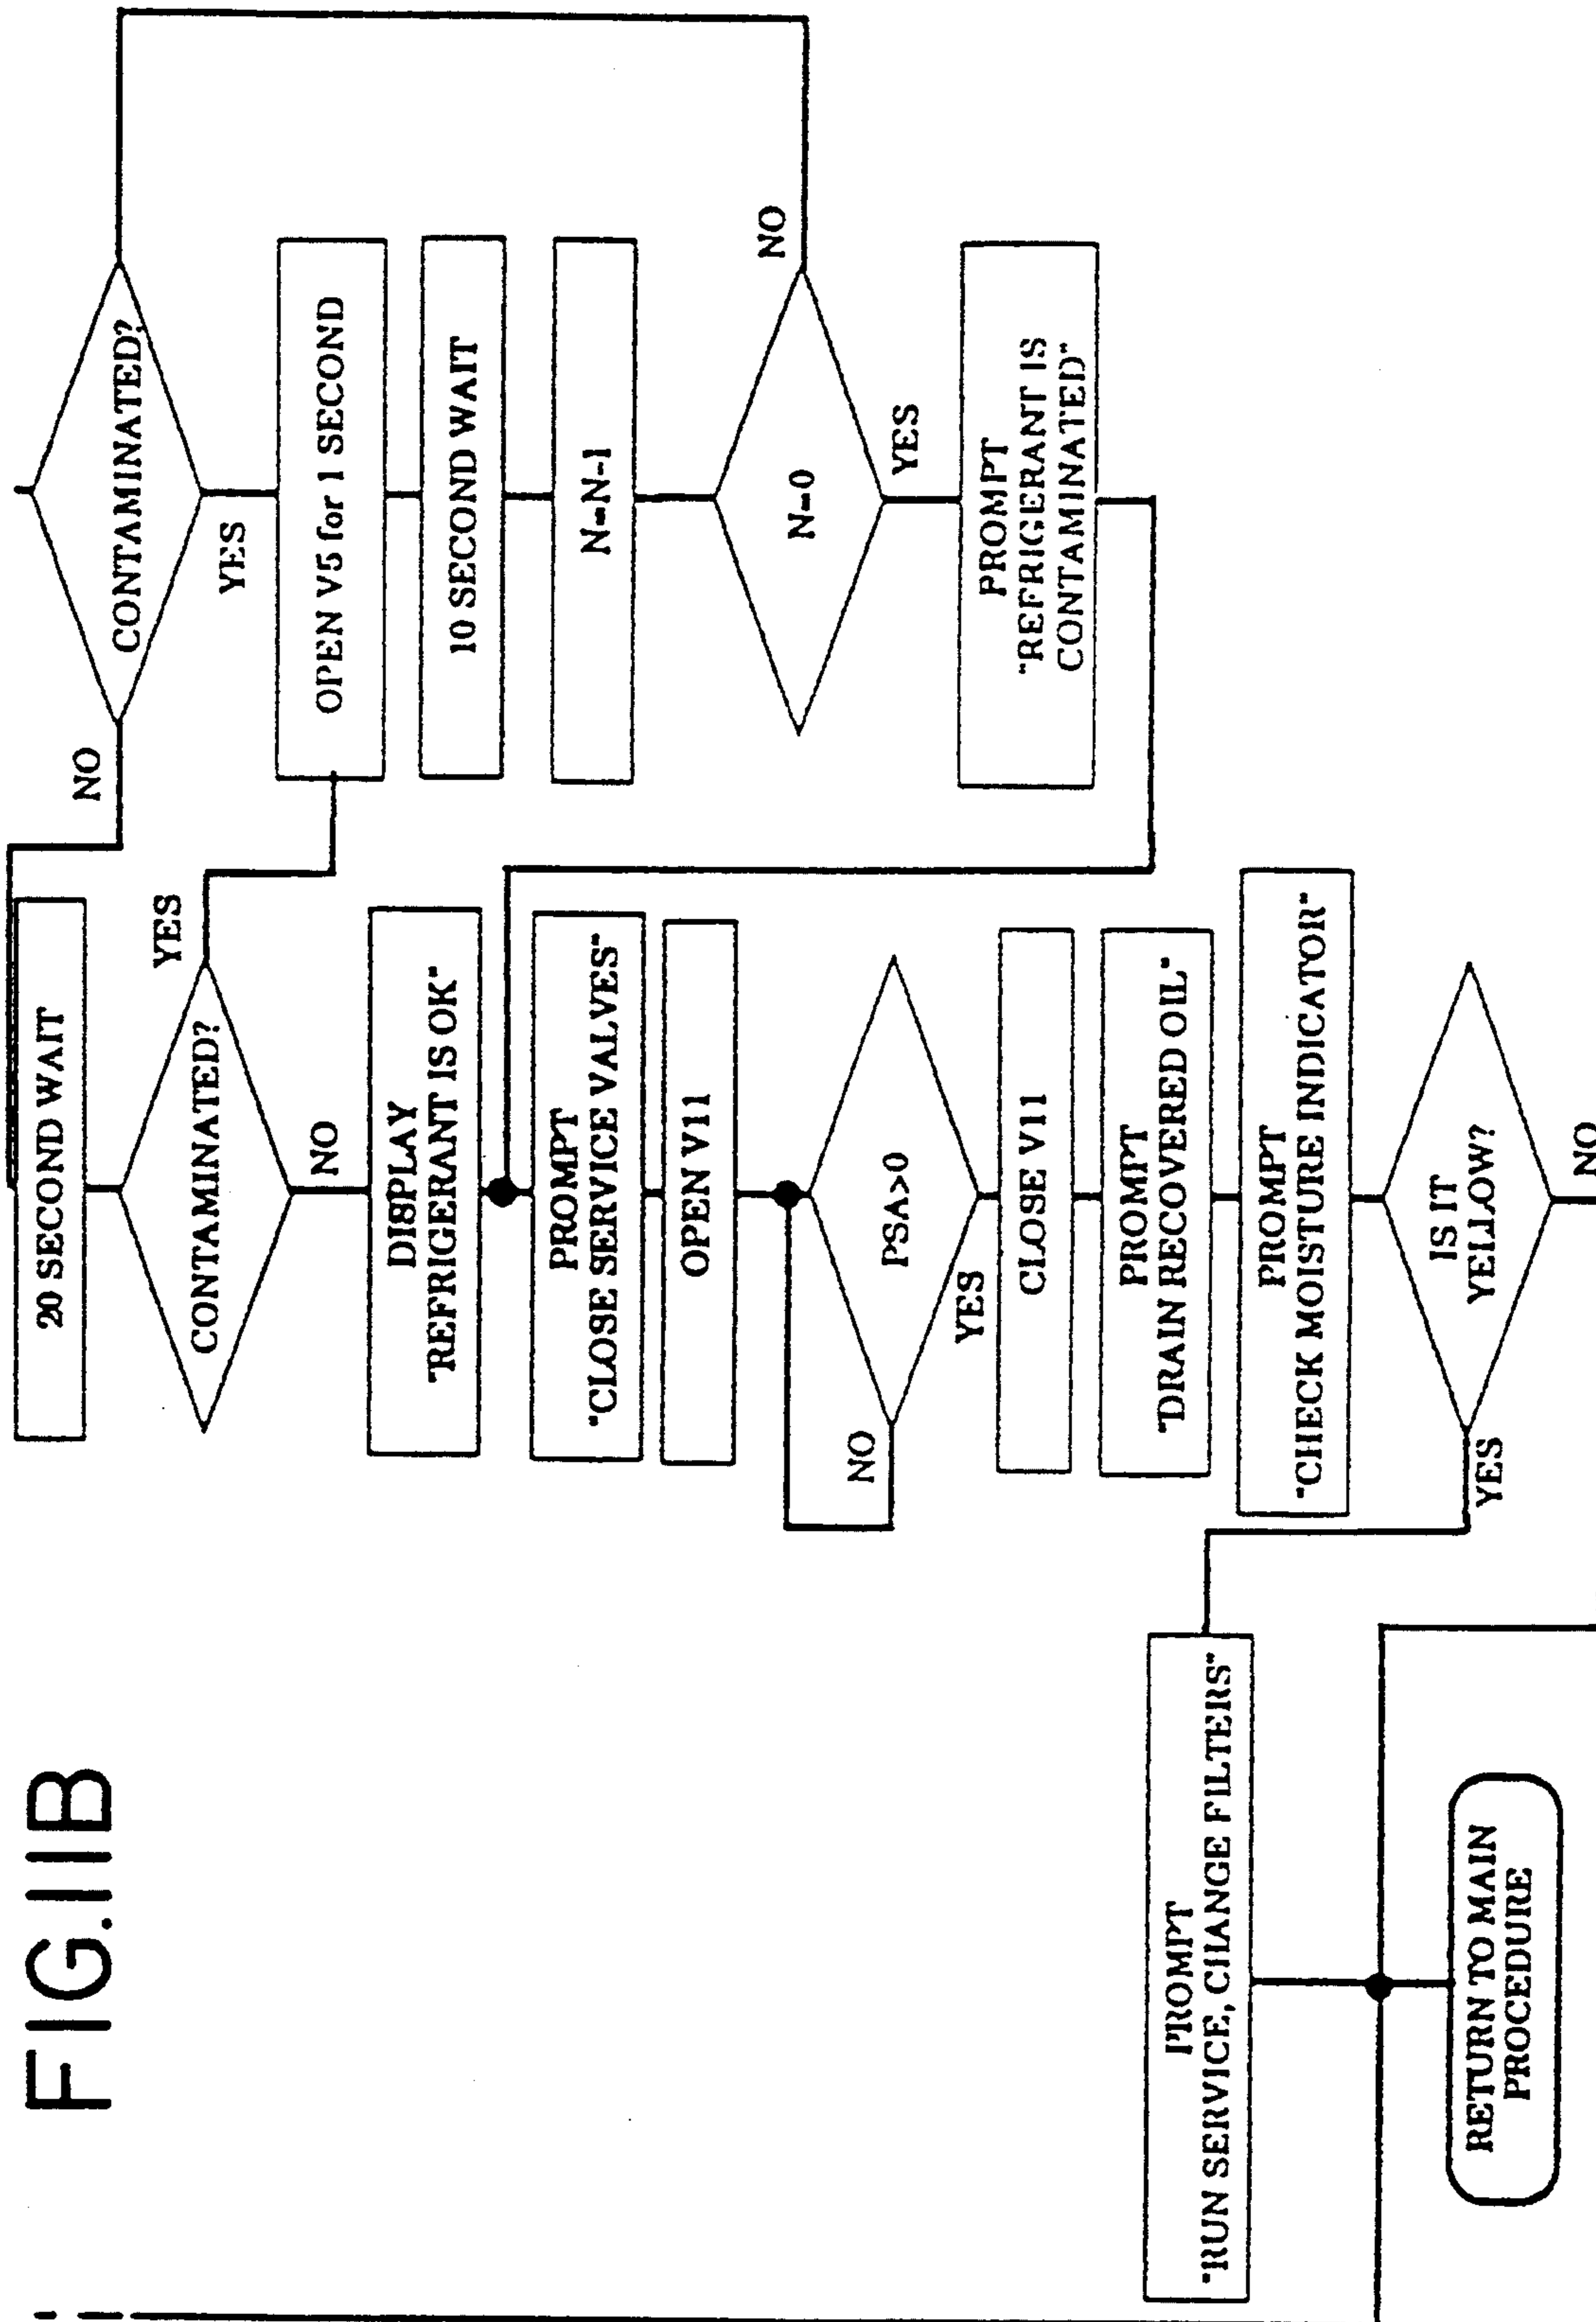 FIG.11B
CONTAMINATED?
NO
YES
OPEN V5 for 1 SECOND
10 SECOND WAIT
N=N-1
N=0
NO
YES
PROMPT
"REFRIGERANT IS
CONTAMINATED"
20 SECOND WAIT
CONTAMINATED?
YES
NO
DISPLAY
"REFRIGERANT IS OK"
PROMPT
"CLOSE SERVICE VALVES"
OPEN V11
PSA>0
NO
YES
CLOSE V11
PROMPT
"DRAIN RECOVERED OIL"
PROMPT
"CHECK MOISTURE INDICATOR"
IS IT
YELLOW?
YES
NO
PROMPT
"RUN SERVICE, CHANGE FILTERS"
RETURN TO MAIN
PROCEDURE